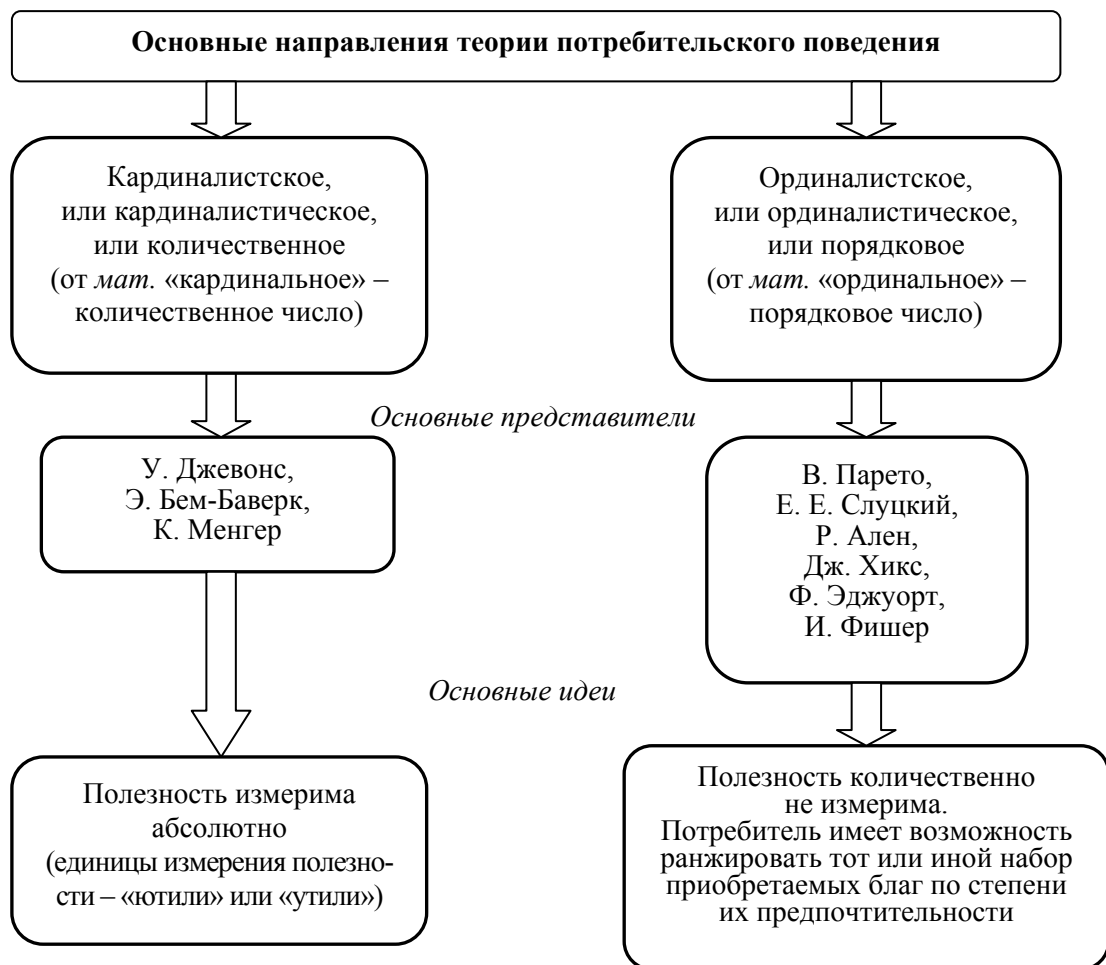 Основные направления теории потребительского поведения
Кардиналистское,
или кардиналистическое,
или количественное
(от мат. «кардинальное» –
количественное число)
Ординалистское,
или ординалистическое,
или порядковое
(от мат. «ординальное» –
порядковое число)
Основные представители
У. Джевонс,
Э. Бем-Баверк,
К. Менгер
В. Парето,
Е. Е. Слуцкий,
Р. Ален,
Дж. Хикс,
Ф. Эджуорт,
И. Фишер
Основные идеи
Полезность измерима
абсолютно
(единицы измерения полезно-
сти – «ютили» или «утили»)
Полезность количественно
не измерима.
Потребитель имеет возможность
ранжировать тот или иной набор
приобретаемых благ по степени
их предпочтительности